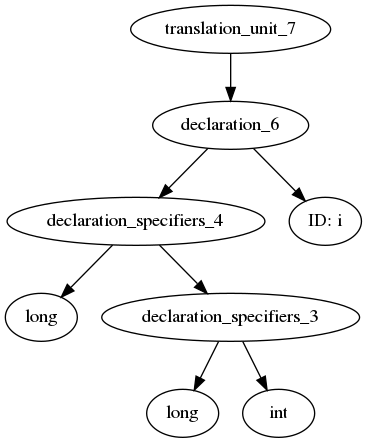 translation_unit_7
declaration_6
declaration_specifiers_4
ID: i
long
declaration_specifiers_3
long
int